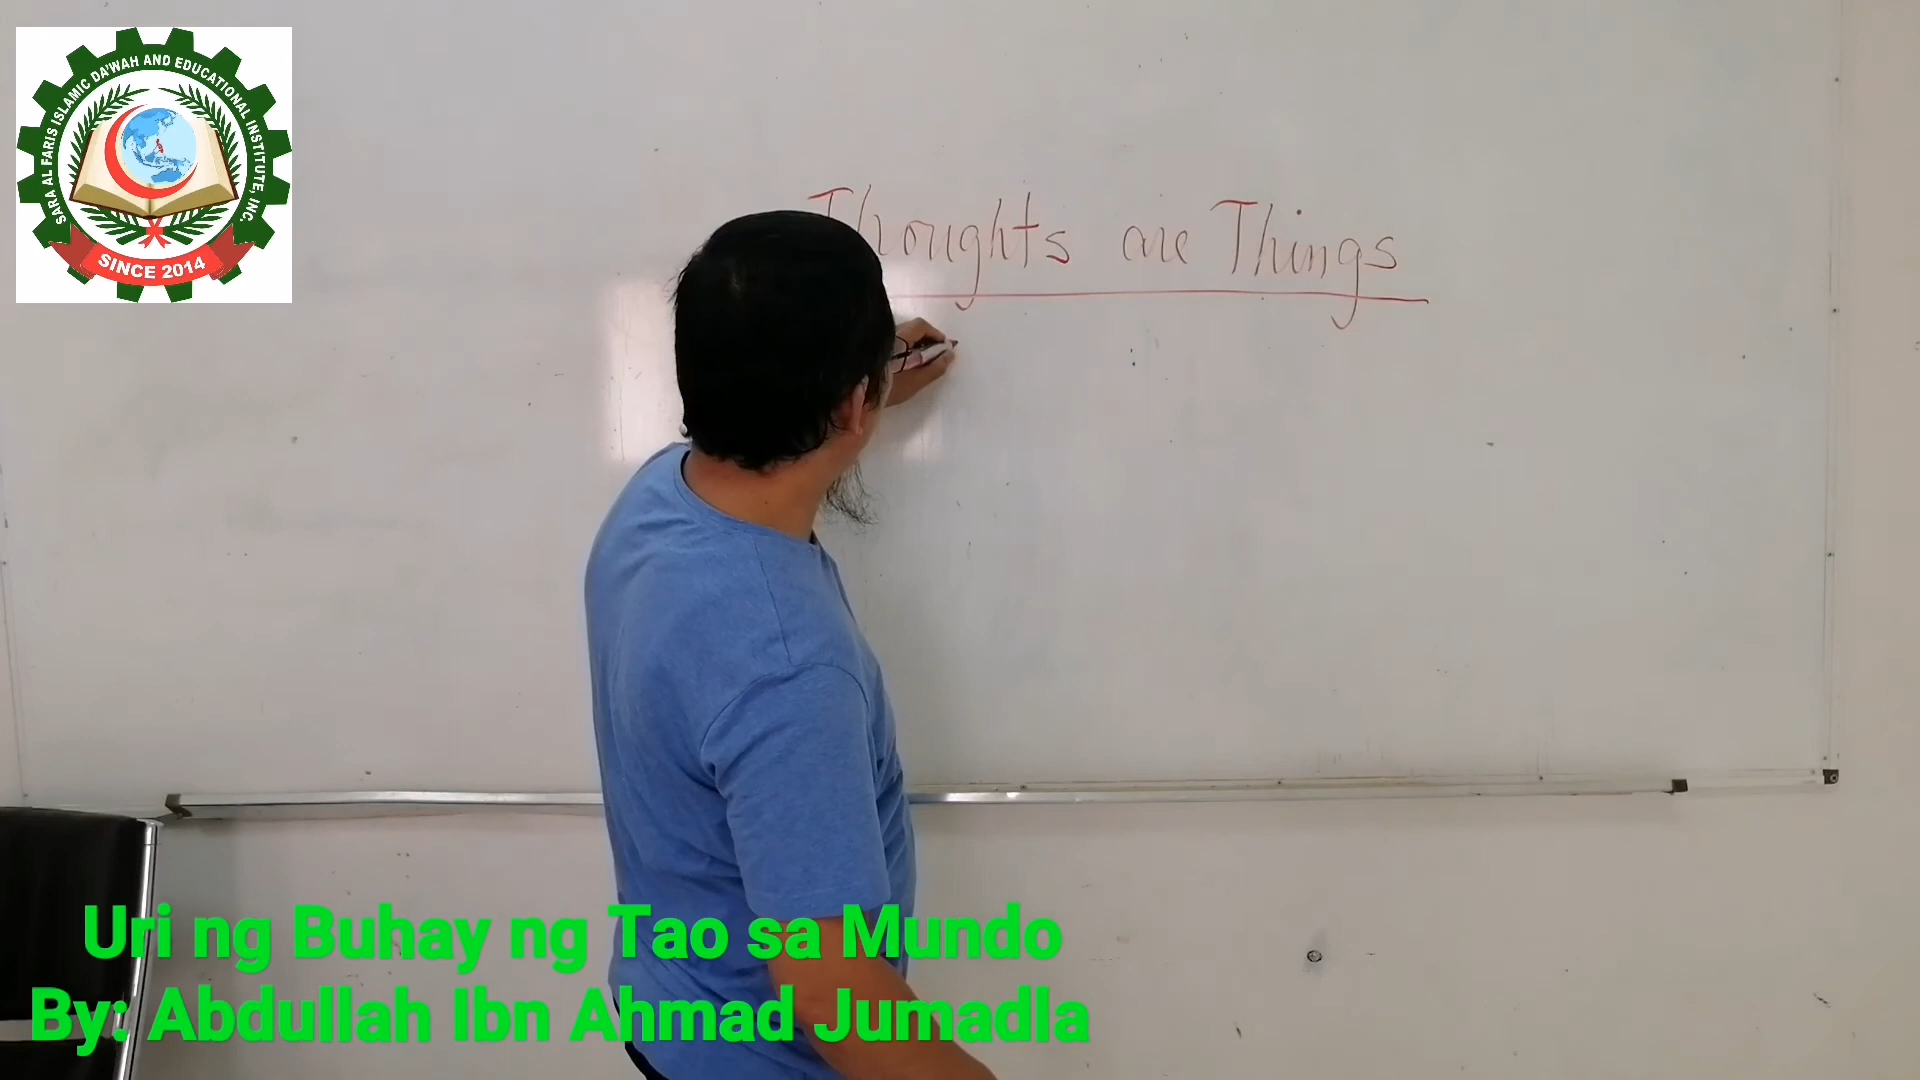 SARA AL FARIS ISLAMIC DA'WAH AND EDUCATIONAL INSTITUTE, INC.
SINCE 2014
Thoughts are Things
Uri ng Buhay ng Tao sa Mundo
By: Abdullah Ibn Ahmad Jumadla